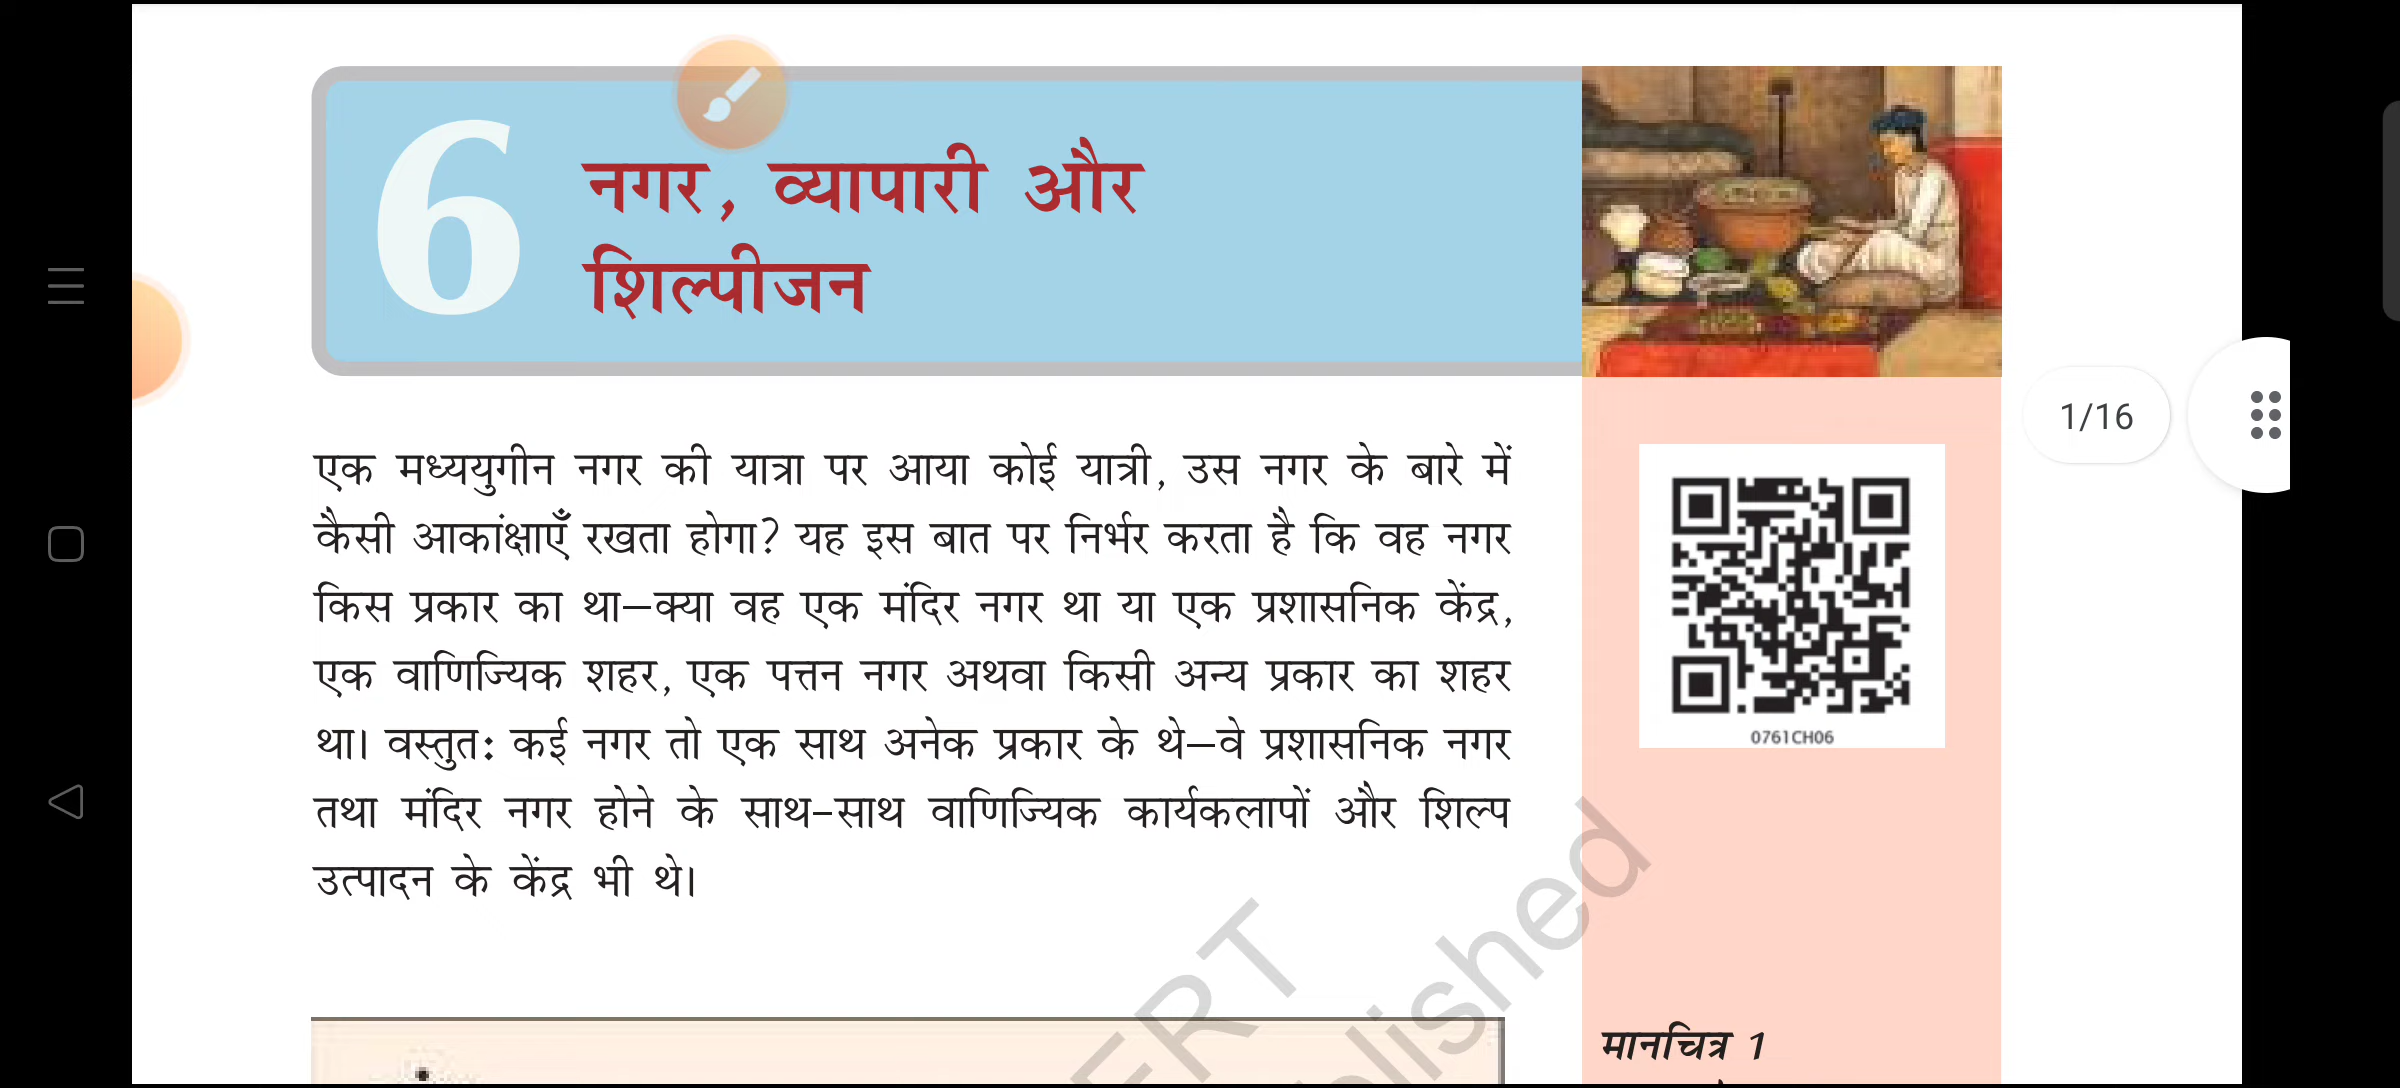 6
नगर, व्यापारी और
शिल्पीजन
एक मध्ययुगीन नगर की यात्रा पर आया कोई यात्री, उस नगर के बारे में
कैसी आकांक्षाएँ रखता होगा? यह इस बात पर निर्भर करता है कि वह नगर
किस प्रकार का था—क्या वह एक मंदिर नगर था या एक प्रशासनिक केंद्र,
एक वाणिज्यिक शहर, एक पत्तन नगर अथवा किसी अन्य प्रकार का शहर
था। वस्तुतः कई नगर तो एक साथ अनेक प्रकार के थे—वे प्रशासनिक नगर
तथा मंदिर नगर होने के साथ-साथ वाणिज्यिक कार्यकलापों और शिल्प
उत्पादन के केंद्र भी थे।
1/16
0761CH06
मानचित्र 1